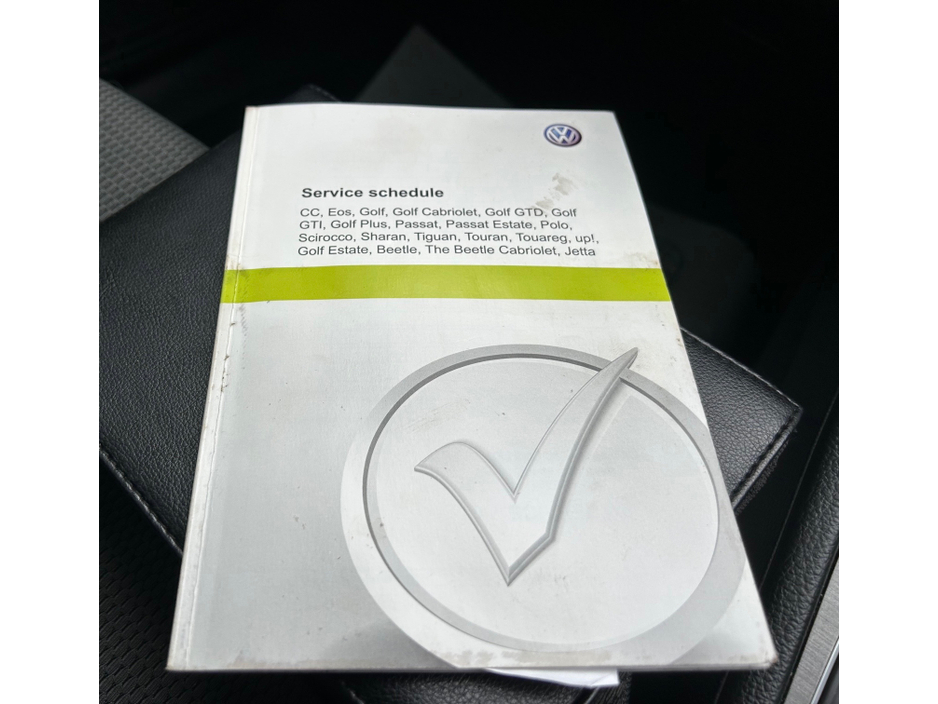 Service schedule
CC, Eos, Golf, Golf Cabriolet, Golf GTD, Golf
GTI, Golf Plus, Passat, Passat Estate, Polo,
Scirocco, Sharan, Tiguan, Touran, Touareg, up!,
Golf Estate, Beetle, The Beetle Cabriolet, Jetta